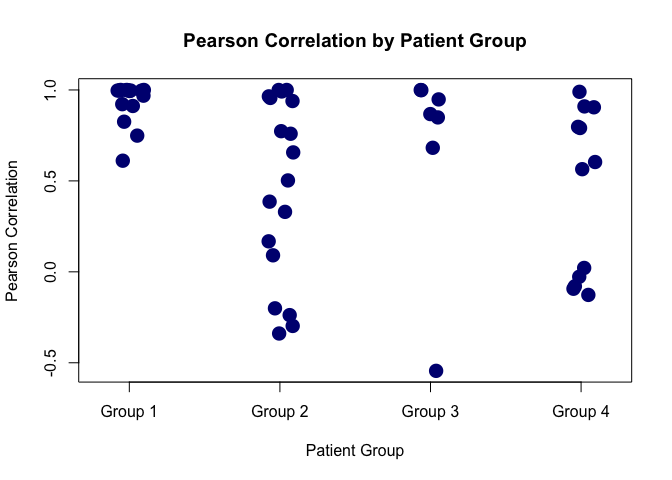 Pearson Correlation by Patient Group
Pearson Correlation
1.0
0.5
0.0
-0.5
Group 1 Group 2 Group 3 Group 4
Patient Group